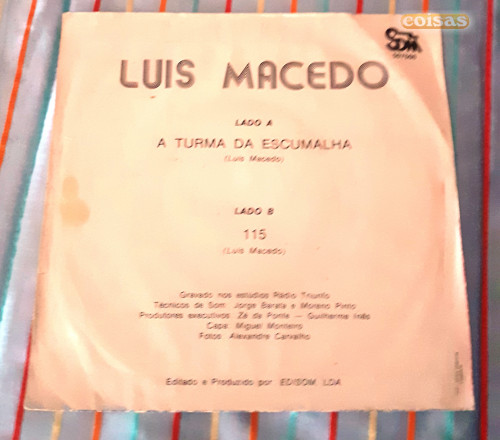 coisas
LUIS MACEDO
LADO A
A TURMA DA ESCUMALHA
(Luis Macedo)
LADO B
115
(Luis Macedo)
Gravado nos estúdios Rádio Triunfo
Técnicos de Som: Jorge Barata e Moreno Pinto
Produtores executivos: Zé da Ponte — Guilherme Inês
Capa: Miguel Monteiro
Fotos: Alexandre Carvalho
Editado e Produzido por EDISOM, LDA